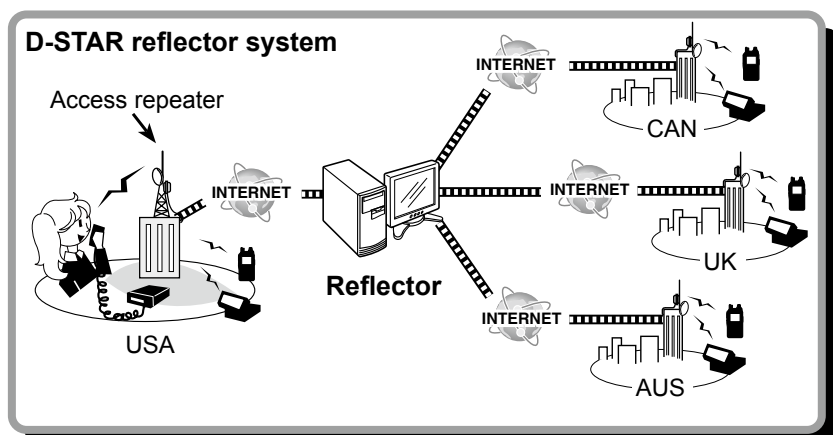 D-STAR reflector system
Access repeater
INTERNET
USA
Reflector
INTERNET
CAN
INTERNET
UK
INTERNET
AUS